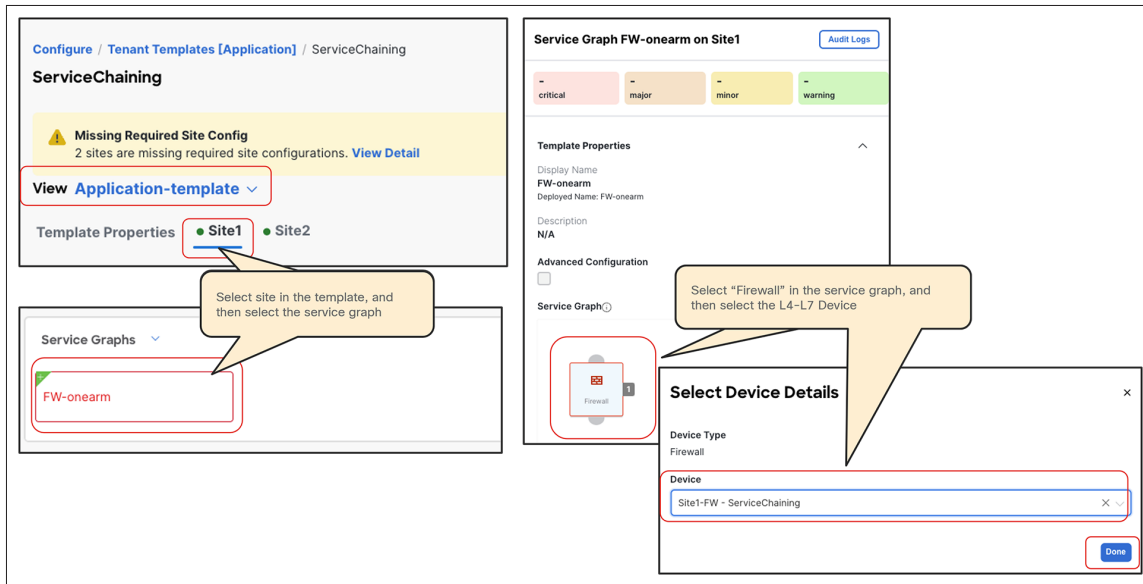 Configure / Tenant Templates [Application] / ServiceChaining
ServiceChaining
Missing Required Site Config
2 sites are missing required site configurations. View Detail
View Application-template
Template Properties
Site1
Site2
Select site in the template, and
then select the service graph
Service Graphs
FW-onearm
Service Graph FW-onearm on Site1
Audit Logs
-
critical
-
major
-
minor
-
warning
Template Properties
Display Name
FW-onearm
Deployed Name: FW-onearm
Description
N/A
Advanced Configuration
Service Graph
Select “Firewall” in the service graph, and
then select the L4-L7 Device
1
Firewall
Select Device Details
Device Type
Firewall
Device
Site1-FW - ServiceChaining
Done